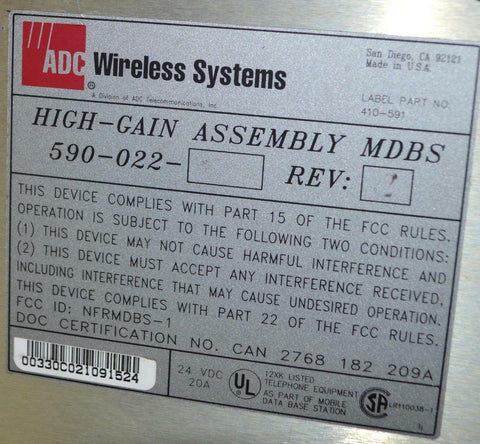 ADC Wireless Systems
®
A Division of ADC Telecommunications, Inc.
San Diego, CA 92121
Made in U.S.A.
LABEL PART NO:
410-591
HIGH-GAIN ASSEMBLY MDBS
590-022-
REV:
THIS DEVICE COMPLIES WITH PART 15 OF THE FCC RULES.
OPERATION IS SUBJECT TO THE FOLLOWING TWO CONDITIONS:
(1) THIS DEVICE MAY NOT CAUSE HARMFUL INTERFERENCE AND
(2) THIS DEVICE MUST ACCEPT ANY INTERFERENCE RECEIVED,
INCLUDING INTERFERENCE THAT MAY CAUSE UNDESIRED OPERATION.
THIS DEVICE COMPLIES WITH PART 22 OF THE FCC RULES.
FCC ID: NFRMDBS-1
DOC CERTIFICATION NO. CAN 2768 182 209A
00330C021091524
24 VDC
20A
UL
®
12XK LISTED
TELEPHONE EQUIPMENT
AS PART OF MOBILE
DATA BASE STATION
SA
LR110038-1